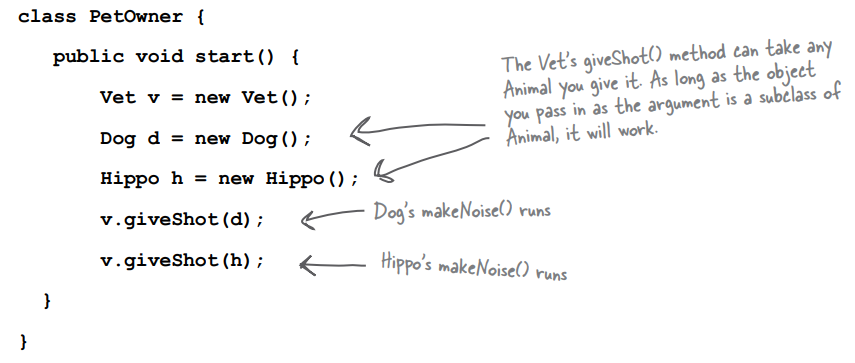 class PetOwner {
public void start() {
The Vet's giveShot() method can take any
Animal you give it. As long as the object
you pass in as the argument is a subclass of
Animal, it will work.
Vet v = new Vet();
Dog d = new Dog();
Hippo h = new Hippo();
v.giveShot(d);
Dog's makeNoise() runs
v.giveShot(h);
Hippo's makeNoise() runs
}
}